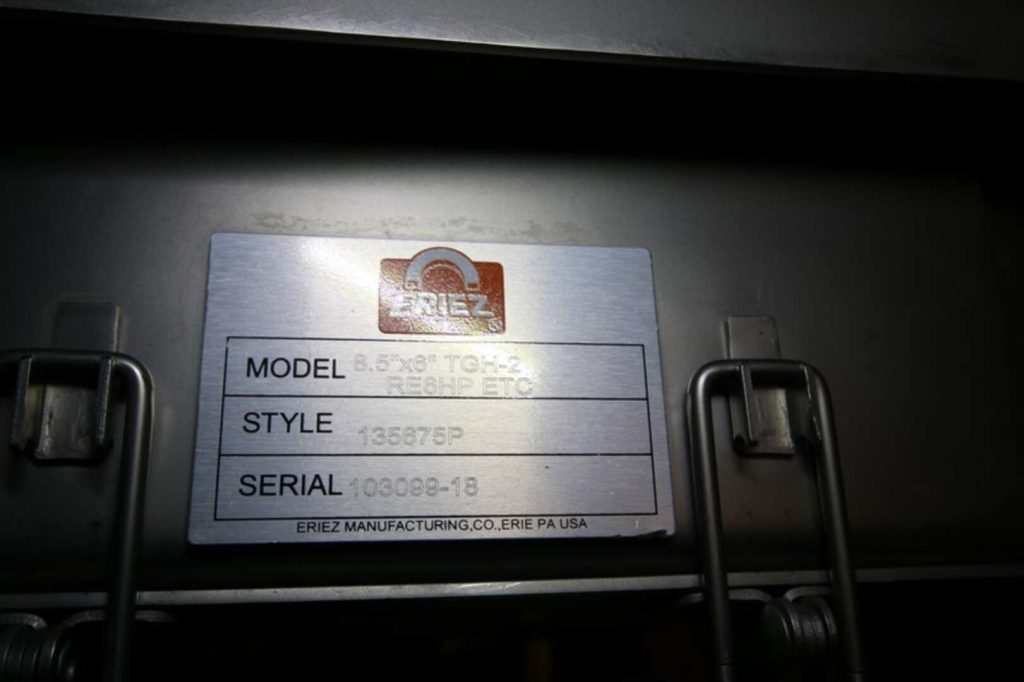 ERIEZ
®
MODEL 8.5"x6" TGH-2
RE6HP ETC
STYLE 135675P
SERIAL 103099-18
ERIEZ MANUFACTURING,CO.,ERIE PA USA